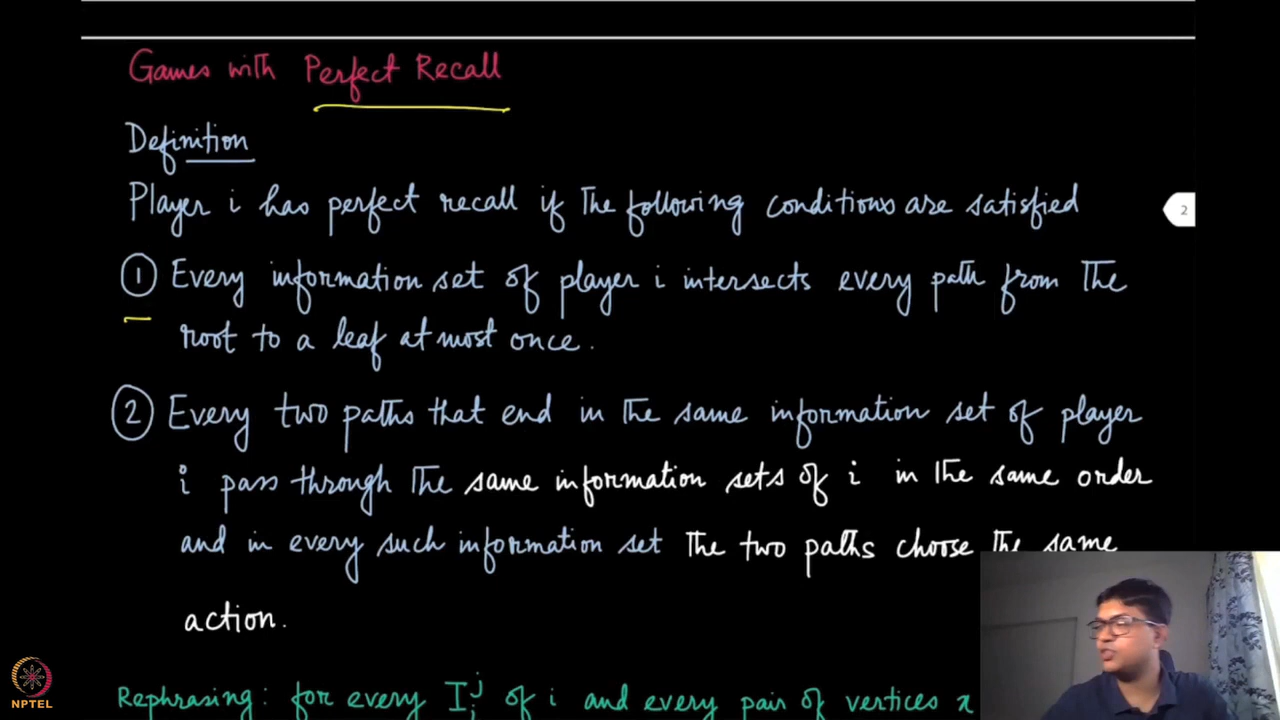 Games with Perfect Recall
Definition
Player i has perfect recall if the following conditions are satisfied
① Every information set of player i intersects every path from the
root to a leaf at most once.
② Every two paths that end in the same information set of player
i pass through the same information sets of i in the same order
and in every such information set the two paths choose the same
action.
Rephrasing: for every I_i^j of i and every pair of vertices x
2
NPTEL